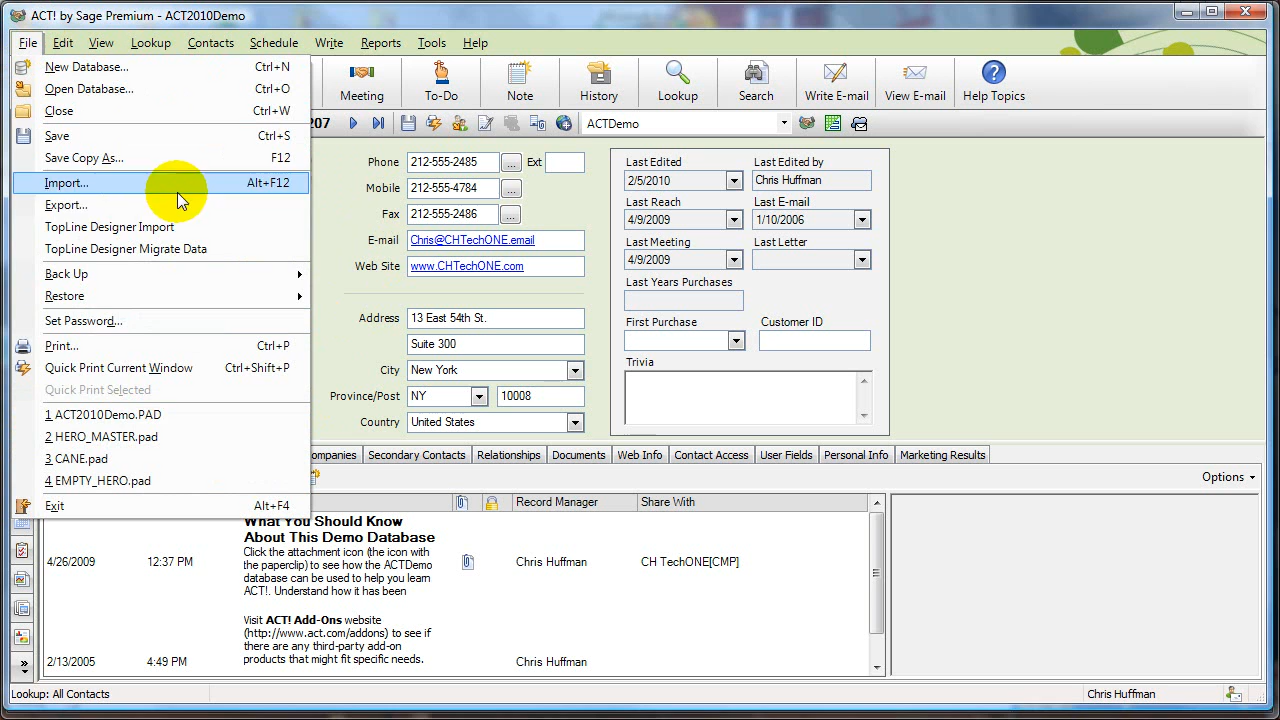 ACT! by Sage Premium - ACT2010Demo
File Edit View Lookup Contacts Schedule Write Reports Tools Help
New Database... Ctrl+N
Open Database... Ctrl+O
Close Ctrl+W
Save Ctrl+S
Save Copy As... F12
Import... Alt+F12
Export...
TopLine Designer Import
TopLine Designer Migrate Data
Back Up
Restore
Set Password...
Print... Ctrl+P
Quick Print Current Window Ctrl+Shift+P
Quick Print Selected
1 ACT2010Demo.PAD
2 HERO_MASTER.pad
3 CANE.pad
4 EMPTY_HERO.pad
Exit Alt+F4
Meeting To-Do Note History Lookup Search Write E-mail View E-mail Help Topics
207 ACTDemo
Phone 212-555-2485 ... Ext
Mobile 212-555-4784 ...
Fax 212-555-2486 ...
E-mail Chris@CHTechONE.email
Web Site www.CHTechONE.com
Address 13 East 54th St.
Suite 300
City New York
Province/Post NY 10008
Country United States
Last Edited Last Edited by
2/5/2010 Chris Huffman
Last Reach Last E-mail
4/9/2009 1/10/2006
Last Meeting Last Letter
4/9/2009
Last Years Purchases
First Purchase Customer ID
Trivia
ompanies Secondary Contacts Relationships Documents Web Info Contact Access User Fields Personal Info Marketing Results
Options
Record Manager Share With
What You Should Know
About This Demo Database
4/26/2009 12:37 PM Click the attachment icon (the icon with Chris Huffman CH TechONE[CMP]
the paperclip) to see how the ACTDemo
database can be used to help you learn
ACT!. Understand how it has been
Visit ACT! Add-Ons website
(http://www.act.com/addons) to see if
there are any third-party add-on
products that might fit specific needs.
2/13/2005 4:49 PM Chris Huffman
Lookup: All Contacts Chris Huffman